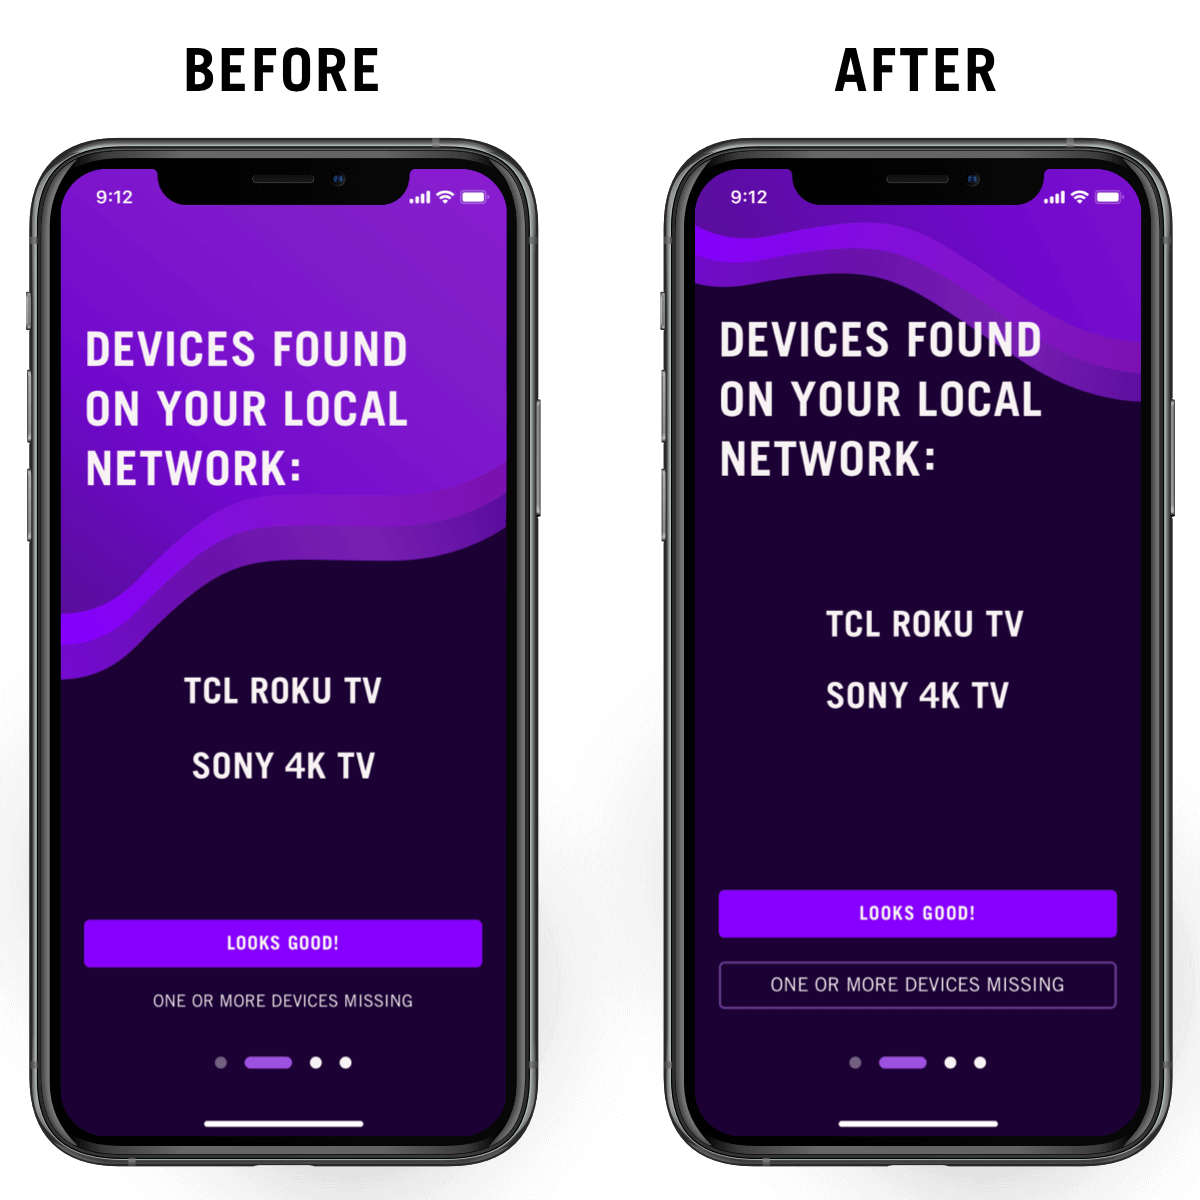 BEFORE
9:12
DEVICES FOUND
ON YOUR LOCAL
NETWORK:
TCL ROKU TV
SONY 4K TV
LOOKS GOOD!
ONE OR MORE DEVICES MISSING
AFTER
9:12
DEVICES FOUND
ON YOUR LOCAL
NETWORK:
TCL ROKU TV
SONY 4K TV
LOOKS GOOD!
ONE OR MORE DEVICES MISSING